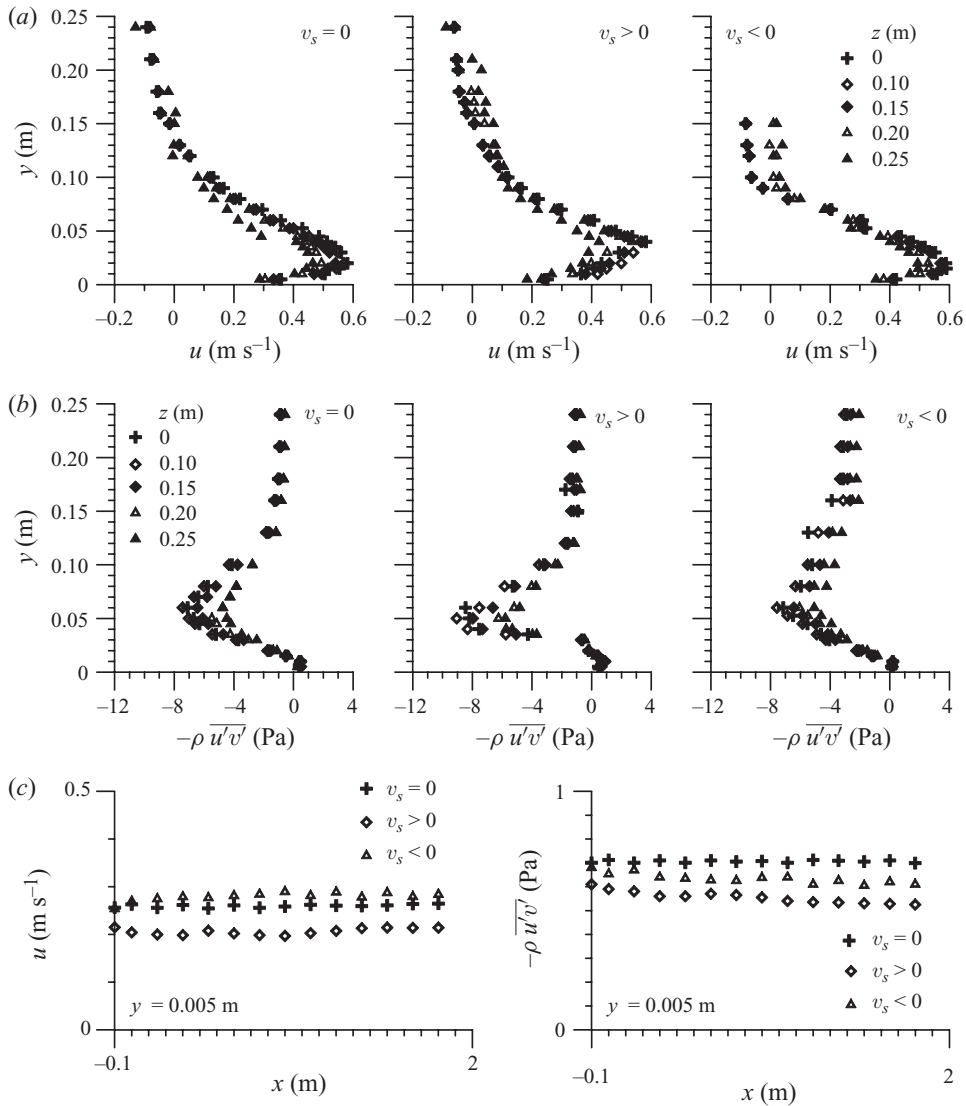 (a)
0.25
0.20
0.15
0.10
0.05
0
y (m)
v_s = 0
v_s > 0
v_s < 0
z (m)
0
0.10
0.15
0.20
0.25
–0.2 0 0.2 0.4 0.6
–0.2 0 0.2 0.4 0.6
–0.2 0 0.2 0.4 0.6
u (m s⁻¹)
u (m s⁻¹)
u (m s⁻¹)
(b)
0.25
0.20
0.15
0.10
0.05
0
y (m)
z (m)
0
0.10
0.15
0.20
0.25
v_s = 0
v_s > 0
v_s < 0
–12 –8 –4 0 4
–12 –8 –4 0 4
–12 –8 –4 0 4
–ρ u′v′ (Pa)
–ρ u′v′ (Pa)
–ρ u′v′ (Pa)
(c)
0.5
0
u (m s⁻¹)
v_s = 0
v_s > 0
v_s < 0
y = 0.005 m
–0.1 2
x (m)
1
0
–ρ u′v′ (Pa)
v_s = 0
v_s > 0
v_s < 0
y = 0.005 m
–0.1 2
x (m)